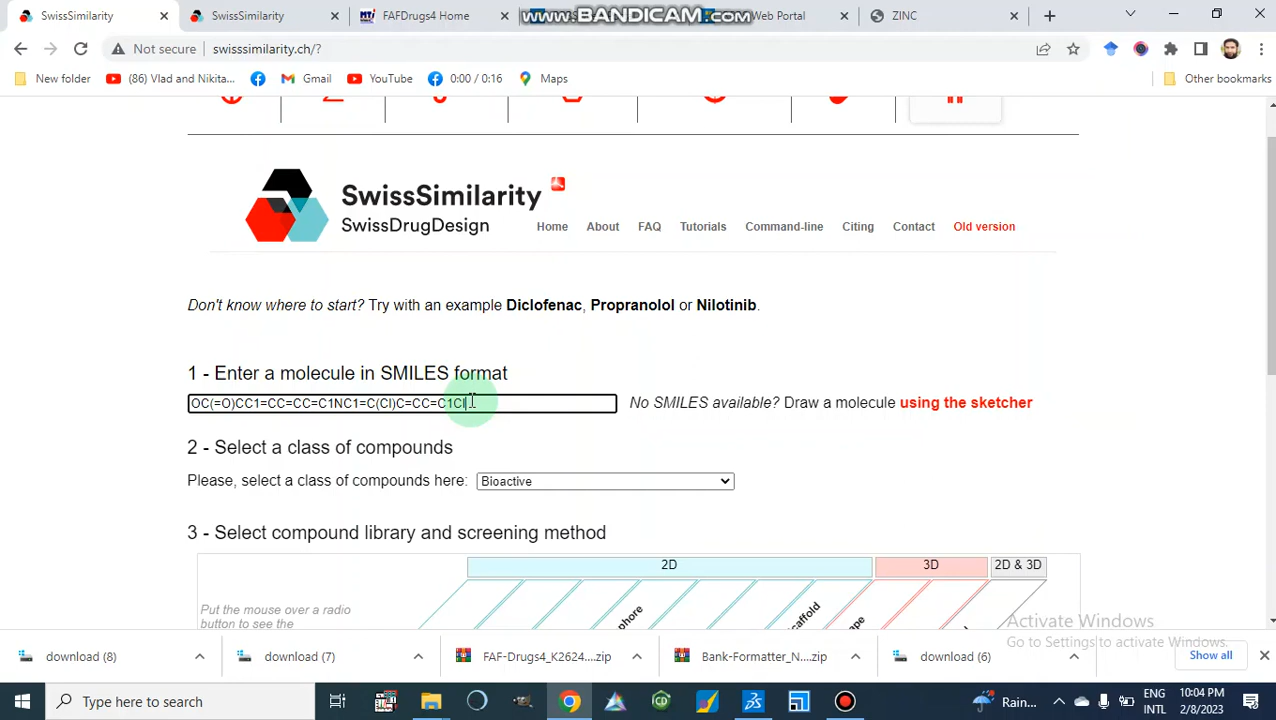 SwissSimilarity
SwissSimilarity
FAFDrugs4 Home
Web Portal
ZINC
www.BANDICAM.com
Not secure
swisssimilarity.ch/?
New folder
(86) Vlad and Nikita...
Gmail
YouTube
0:00 / 0:16
Maps
Other bookmarks
SwissSimilarity
SwissDrugDesign
Home
About
FAQ
Tutorials
Command-line
Citing
Contact
Old version
Don't know where to start? Try with an example Diclofenac, Propranolol or Nilotinib.
1 - Enter a molecule in SMILES format
OC(=O)CC1=CC=CC=C1NC1=C(Cl)C=CC=C1Cl
No SMILES available? Draw a molecule using the sketcher
2 - Select a class of compounds
Please, select a class of compounds here:
Bioactive
3 - Select compound library and screening method
2D
3D
2D & 3D
Put the mouse over a radio
button to see the
Activate Windows
Go to Settings to activate Windows.
download (8)
download (7)
FAF-Drugs4_K2624....zip
Bank-Formatter_N....zip
download (6)
Show all
Type here to search
Rain...
ENG
INTL
10:04 PM
2/8/2023